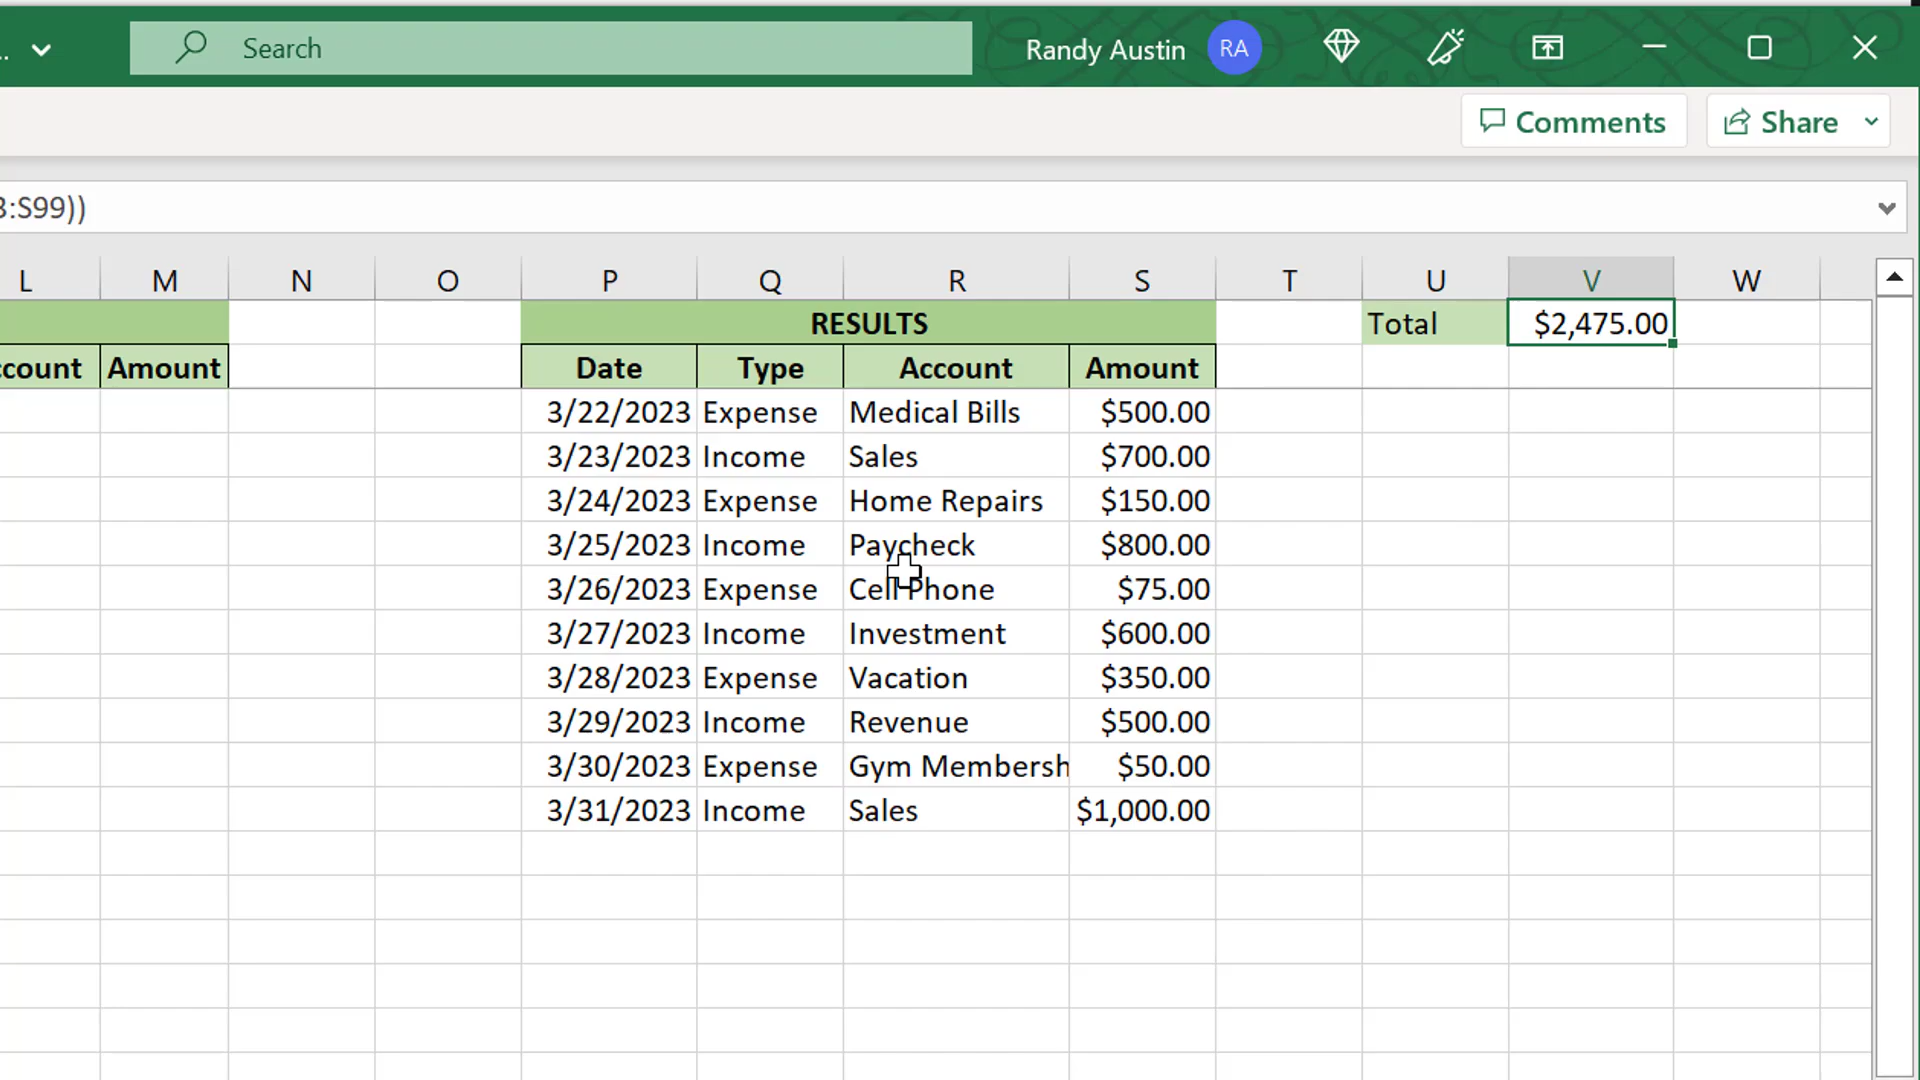 Search
Randy Austin RA
Comments Share
:S99))
L M N O P Q R S T U V W
RESULTS Total $2,475.00
ccount Amount Date Type Account Amount
3/22/2023 Expense Medical Bills $500.00
3/23/2023 Income Sales $700.00
3/24/2023 Expense Home Repairs $150.00
3/25/2023 Income Paycheck $800.00
3/26/2023 Expense Cell Phone $75.00
3/27/2023 Income Investment $600.00
3/28/2023 Expense Vacation $350.00
3/29/2023 Income Revenue $500.00
3/30/2023 Expense Gym Membersh $50.00
3/31/2023 Income Sales $1,000.00